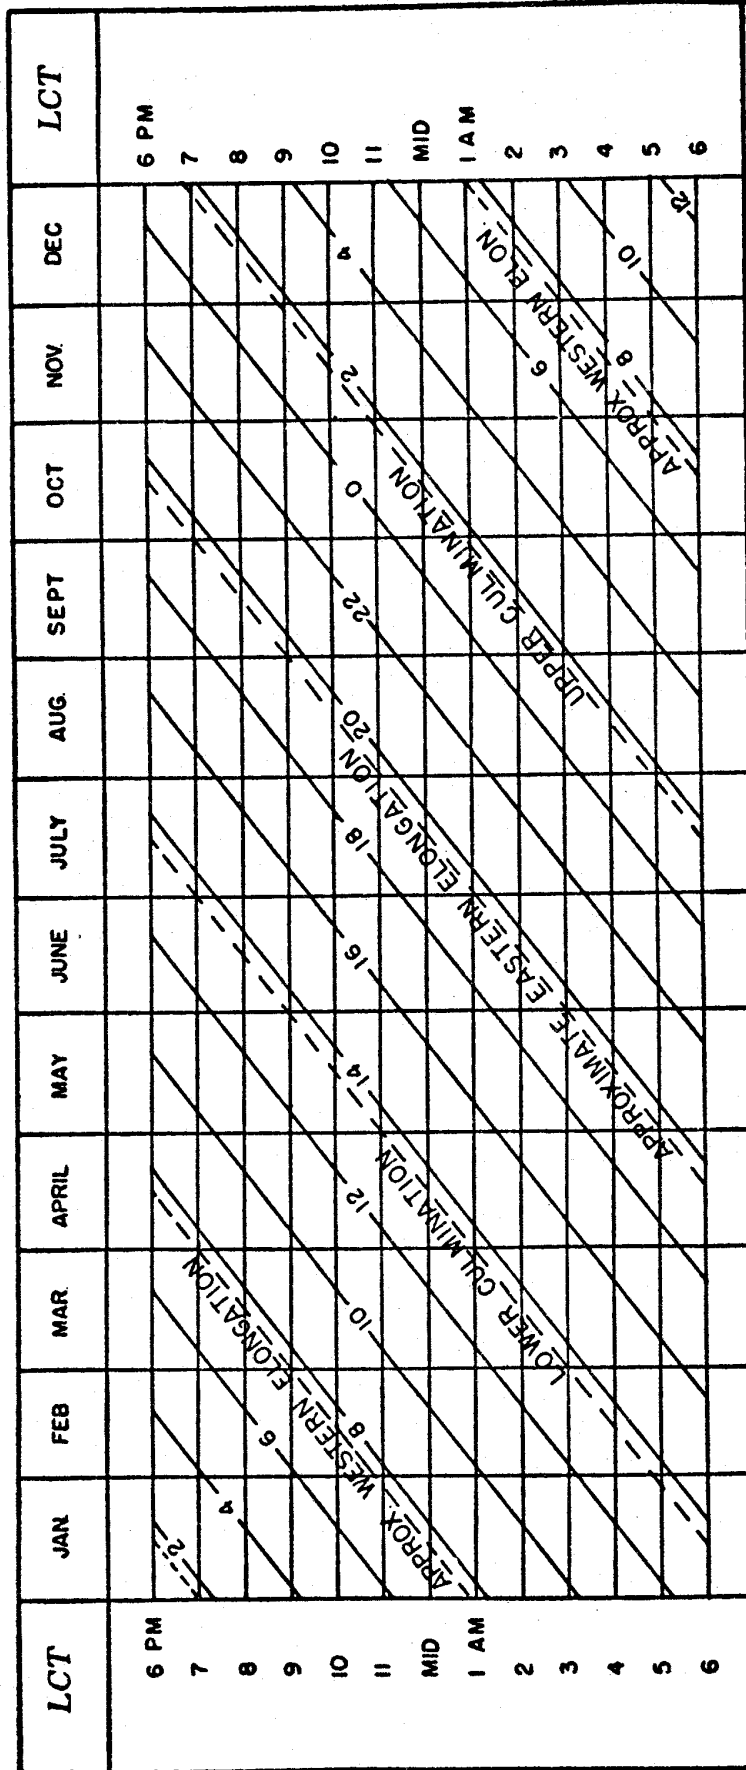 LCT JAN. FEB MAR. APRIL MAY JUNE JULY AUG. SEPT OCT NOV. DEC LCT
6 PM 2 6 PM
7 7
8 4 8
9 6 9
10 8 10 12 14 16 18 20 22 0 2 4 10
11 11
MID MID
1 AM 6 1 AM
2 8 2
3 10 3
4 12 4
5 5
6 6
APPROX. WESTERN ELONGATION
LOWER CULMINATION
APPROXIMATE EASTERN ELONGATION
UPPER CULMINATION
APPROX WESTERN ELON.